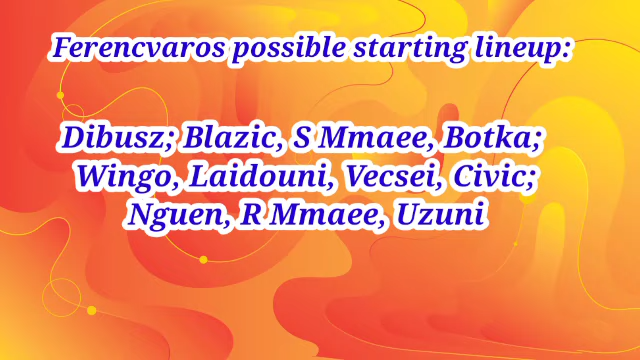 Ferencvaros possible starting lineup:
Dibusz; Blazic, S Mmaee, Botka;
Wingo, Laidouni, Vecsei, Civic;
Nguen, R Mmaee, Uzuni